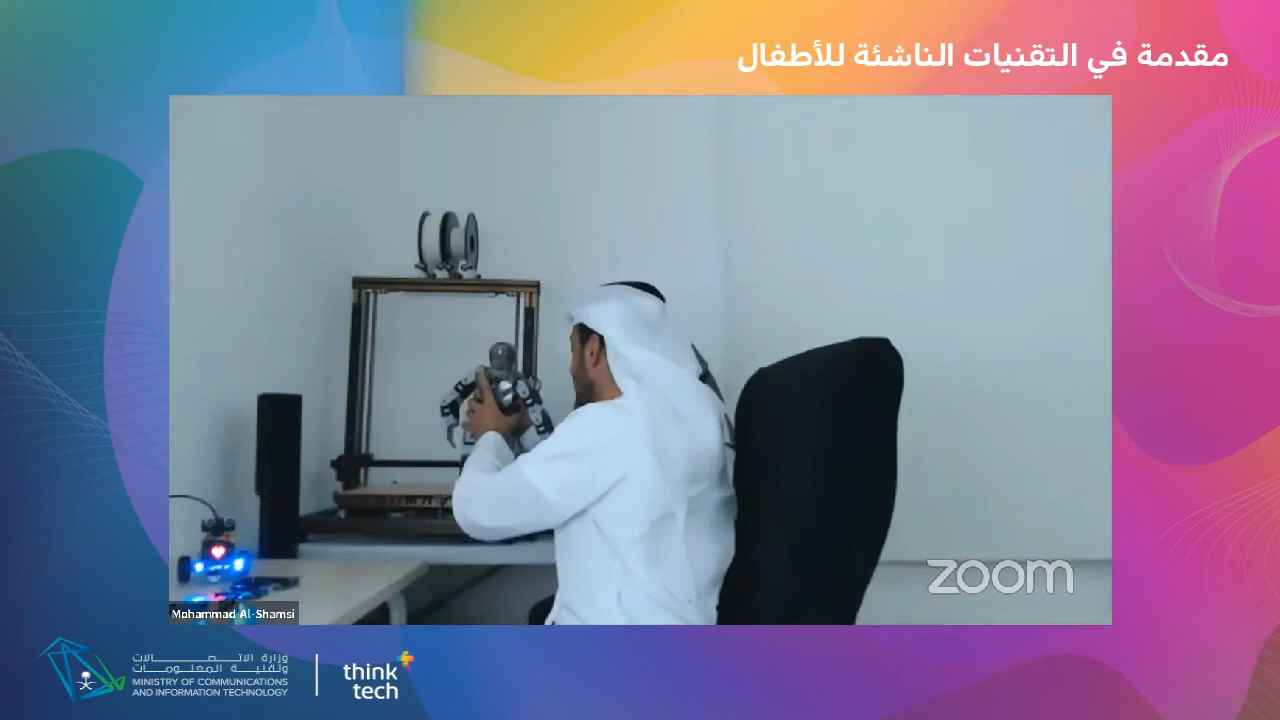 مقدمة في التقنيات الناشئة للأطفال
zoom
Mohammad Al-Shamsi
وزارة الاتصالات
وتقنية المعلومات
MINISTRY OF COMMUNICATIONS
AND INFORMATION TECHNOLOGY
think
tech